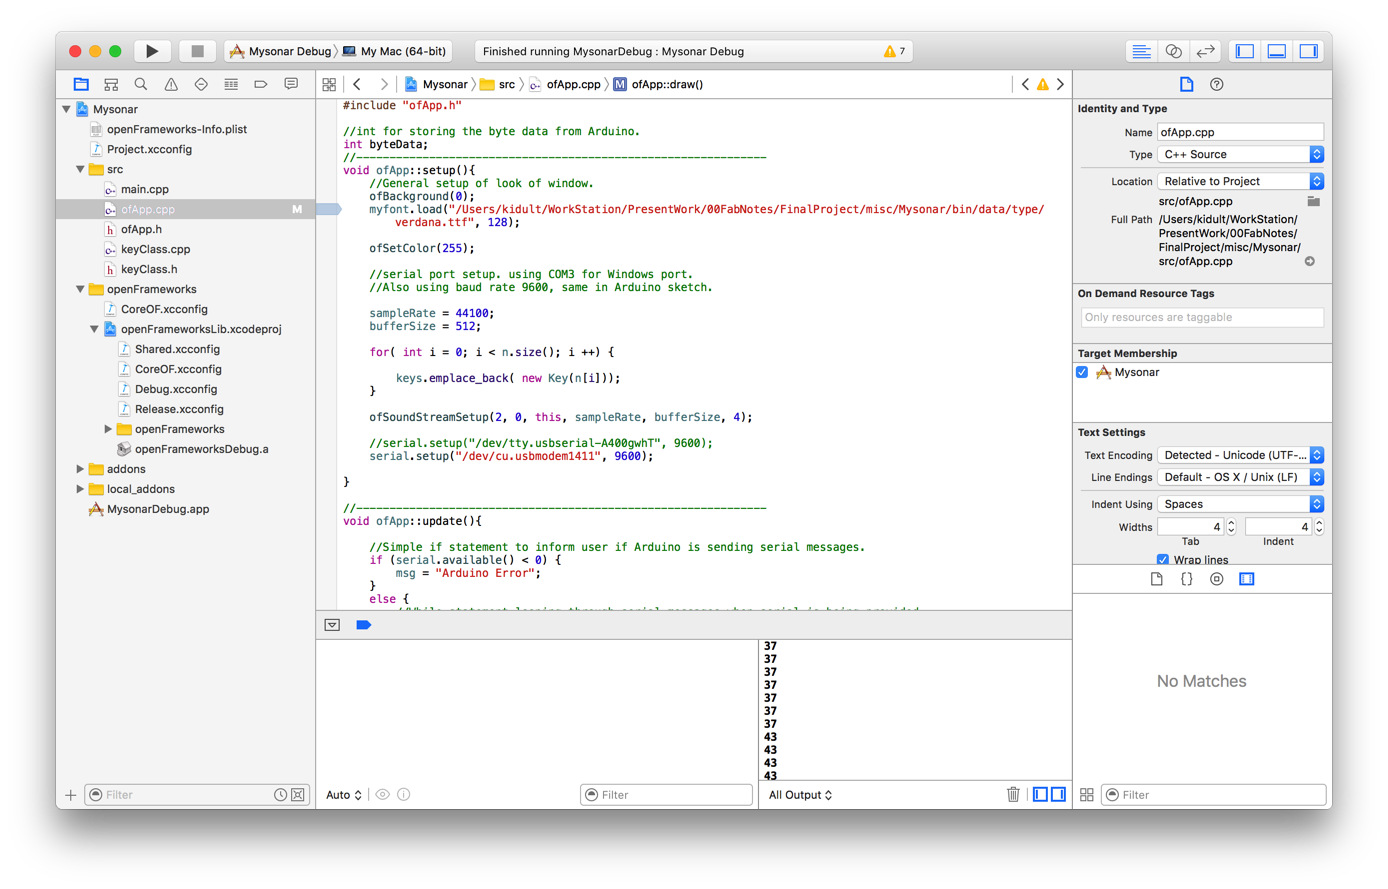 Mysonar Debug
My Mac (64-bit)
Finished running MysonarDebug : Mysonar Debug
7
Mysonar
openFrameworks-Info.plist
Project.xcconfig
src
main.cpp
ofApp.cpp
M
ofApp.h
keyClass.cpp
keyClass.h
openFrameworks
CoreOF.xcconfig
openFrameworksLib.xcodeproj
Shared.xcconfig
CoreOF.xcconfig
Debug.xcconfig
Release.xcconfig
openFrameworks
openFrameworksDebug.a
addons
local_addons
MysonarDebug.app
Filter
Mysonar
src
ofApp.cpp
M
ofApp::draw()
#include "ofApp.h"
//int for storing the byte data from Arduino.
int byteData;
//--------------------------------------------------------------
void ofApp::setup(){
//General setup of look of window.
ofBackground(0);
myfont.load("/Users/kidult/WorkStation/PresentWork/00FabNotes/FinalProject/misc/Mysonar/bin/data/type/
verdana.ttf", 128);
ofSetColor(255);
//serial port setup. using COM3 for Windows port.
//Also using baud rate 9600, same in Arduino sketch.
sampleRate = 44100;
bufferSize = 512;
for( int i = 0; i < n.size(); i ++) {
keys.emplace_back( new Key(n[i]));
}
ofSoundStreamSetup(2, 0, this, sampleRate, bufferSize, 4);
//serial.setup("/dev/tty.usbserial-A400gwhT", 9600);
serial.setup("/dev/cu.usbmodem1411", 9600);
}
//--------------------------------------------------------------
void ofApp::update(){
//Simple if statement to inform user if Arduino is sending serial messages.
if (serial.available() < 0) {
msg = "Arduino Error";
}
else {
Auto
Filter
37
37
37
37
37
37
37
43
43
43
43
All Output
Identity and Type
Name
ofApp.cpp
Type
C++ Source
Location
Relative to Project
src/ofApp.cpp
Full Path
/Users/kidult/WorkStation/
PresentWork/00FabNotes/
FinalProject/misc/Mysonar/
src/ofApp.cpp
On Demand Resource Tags
Only resources are taggable
Target Membership
Mysonar
Text Settings
Text Encoding
Detected - Unicode (UTF-...
Line Endings
Default - OS X / Unix (LF)
Indent Using
Spaces
Widths
4
4
Tab
Indent
Wrap lines
No Matches
Filter